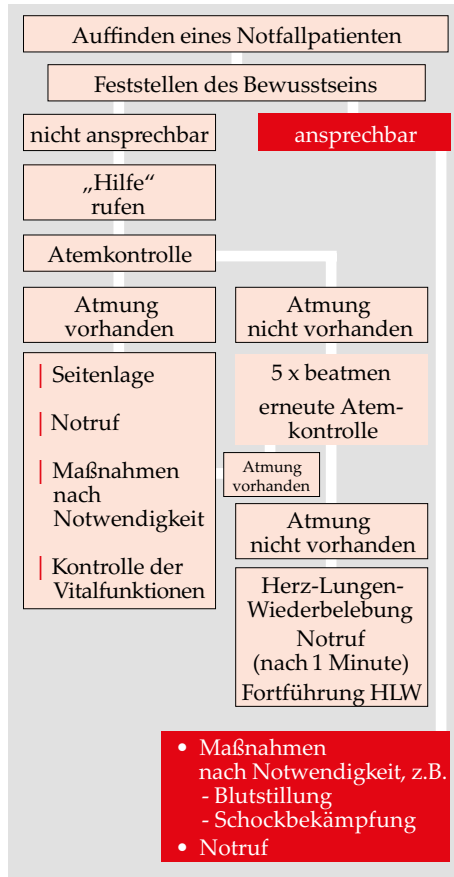 Auffinden eines Notfallpatienten
Feststellen des Bewusstseins
nicht ansprechbar
ansprechbar
„Hilfe“
rufen
Atemkontrolle
Atmung
vorhanden
Atmung
nicht vorhanden
| Seitenlage
| Notruf
| Maßnahmen
nach
Notwendigkeit
| Kontrolle der
Vitalfunktionen
5 x beatmen
erneute Atem-
kontrolle
Atmung
vorhanden
Atmung
nicht vorhanden
Herz-Lungen-
Wiederbelebung
Notruf
(nach 1 Minute)
Fortführung HLW
• Maßnahmen
nach Notwendigkeit, z.B.
- Blutstillung
- Schockbekämpfung
• Notruf